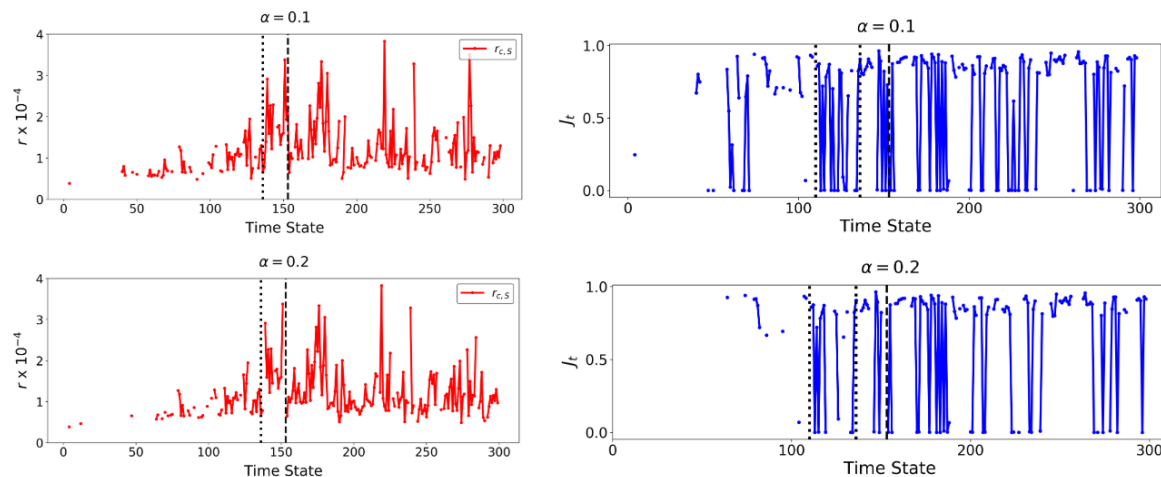 α = 0.1
4
3
2
1
0
r x 10⁻⁴
r_{c,S}
0 50 100 150 200 250 300
Time State
α = 0.1
1.0
0.5
0.0
J_t
0 100 200 300
Time State
α = 0.2
4
3
2
1
0
r x 10⁻⁴
r_{c,S}
0 50 100 150 200 250 300
Time State
α = 0.2
1.0
0.5
0.0
J_t
0 100 200 300
Time State